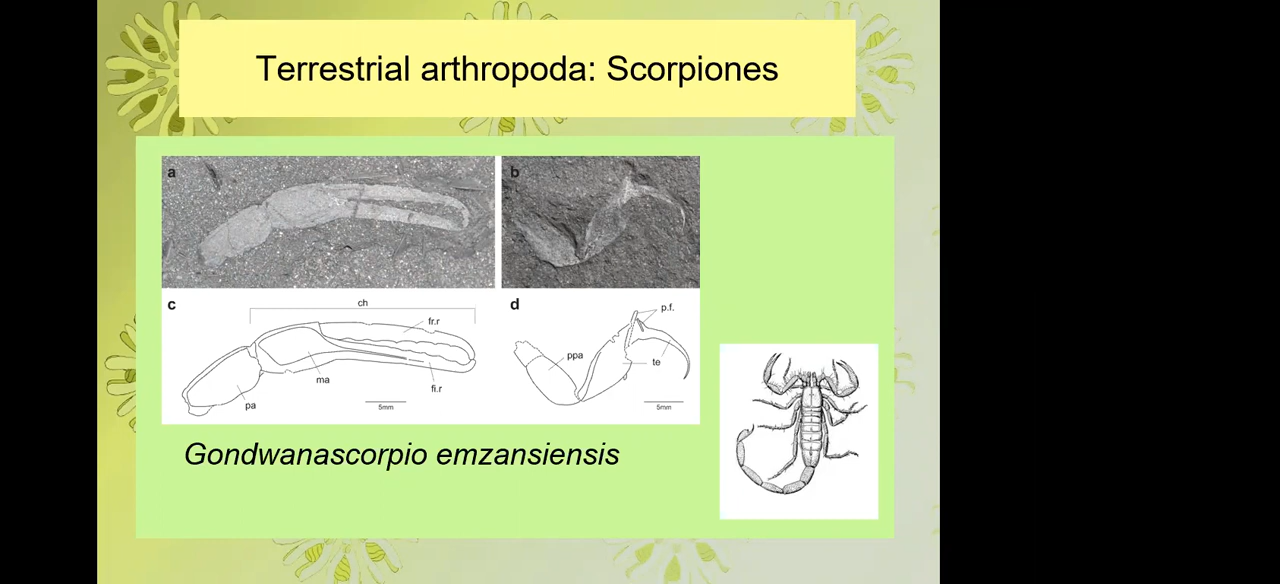 Terrestrial arthropoda: Scorpiones
a
b
c
ch
fr.r
ma
fi.r
pa
5mm
d
p.f.
ppa
te
5mm
Gondwanascorpio emzansiensis